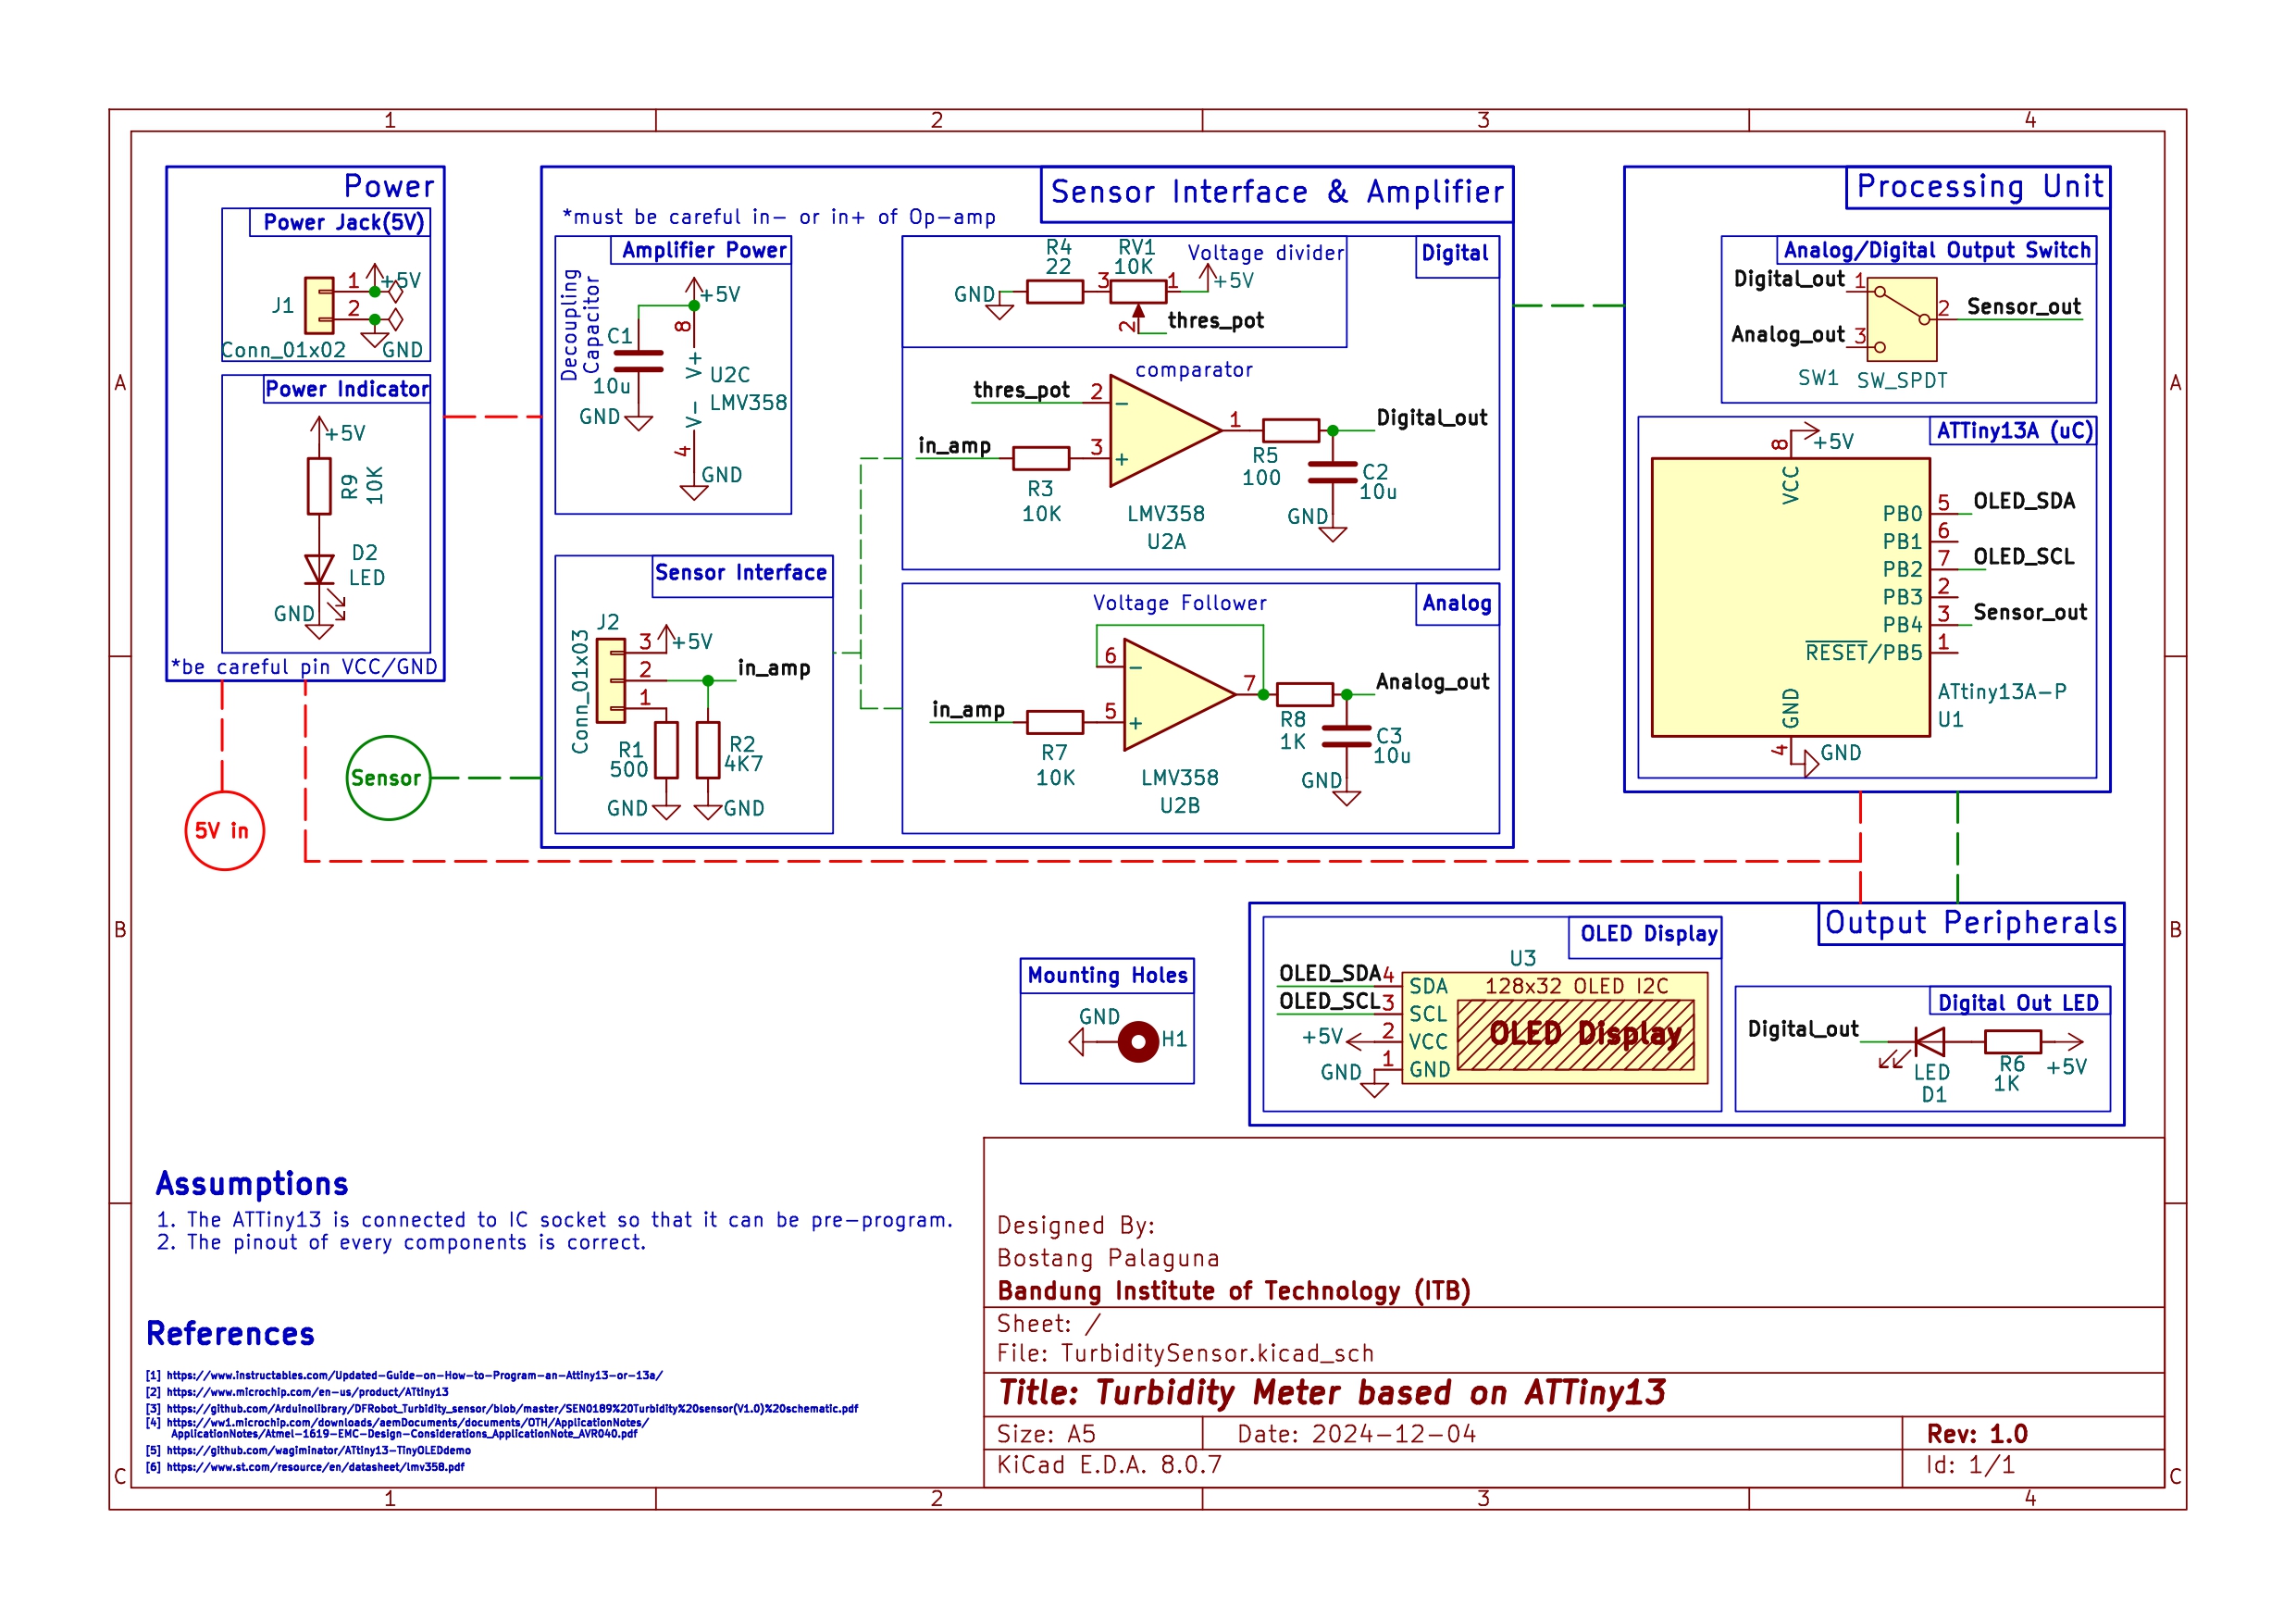 1
2
3
4
A
B
C
A
B
C
Power
Power Jack(5V)
1
2
+5V
J1
Conn_01x02
GND
Power Indicator
+5V
R9
10K
D2
LED
GND
*be careful pin VCC/GND
5V in
Sensor
Sensor Interface & Amplifier
*must be careful in- or in+ of Op-amp
Amplifier Power
Decoupling
Capacitor
+5V
C1
10u
GND
8
V+
V-
4
U2C
LMV358
GND
Sensor Interface
J2
Conn_01x03
3
2
1
+5V
in_amp
R1
500
R2
4K7
GND
GND
Digital
Voltage divider
R4
22
RV1
10K
GND
3
1
2
+5V
thres_pot
comparator
thres_pot
2
in_amp
3
−
+
1
R3
10K
LMV358
U2A
R5
100
Digital_out
C2
10u
GND
Analog
Voltage Follower
6
5
−
+
7
in_amp
R7
10K
LMV358
U2B
R8
1K
Analog_out
C3
10u
GND
Processing Unit
Analog/Digital Output Switch
Digital_out
1
Analog_out
3
2
Sensor_out
SW1
SW_SPDT
ATTiny13A (uC)
8
+5V
VCC
PB0 5 OLED_SDA
PB1 6
PB2 7 OLED_SCL
PB3 2
PB4 3 Sensor_out
RESET/PB5 1
GND
4
GND
ATtiny13A-P
U1
Output Peripherals
OLED Display
U3
128x32 OLED I2C
OLED_SDA 4 SDA
OLED_SCL 3 SCL
+5V 2 VCC
GND 1 GND
OLED Display
Digital Out LED
Digital_out
LED
D1
R6
1K
+5V
Mounting Holes
GND
H1
Assumptions
1. The ATTiny13 is connected to IC socket so that it can be pre-program.
2. The pinout of every components is correct.
References
[1] https://www.instructables.com/Updated-Guide-on-How-to-Program-an-Attiny13-or-13a/
[2] https://www.microchip.com/en-us/product/ATtiny13
[3] https://github.com/Arduinolibrary/DFRobot_Turbidity_sensor/blob/master/SEN0189%20Turbidity%20sensor(V1.0)%20schematic.pdf
[4] https://ww1.microchip.com/downloads/aemDocuments/documents/OTH/ApplicationNotes/
ApplicationNotes/Atmel-1619-EMC-Design-Considerations_ApplicationNote_AVR040.pdf
[5] https://github.com/wagiminator/ATtiny13-TinyOLEDdemo
[6] https://www.st.com/resource/en/datasheet/lmv358.pdf
Designed By:
Bostang Palaguna
Bandung Institute of Technology (ITB)
Sheet: /
File: TurbiditySensor.kicad_sch
Title: Turbidity Meter based on ATTiny13
Size: A5
Date: 2024-12-04
Rev: 1.0
KiCad E.D.A. 8.0.7
Id: 1/1
1
2
3
4